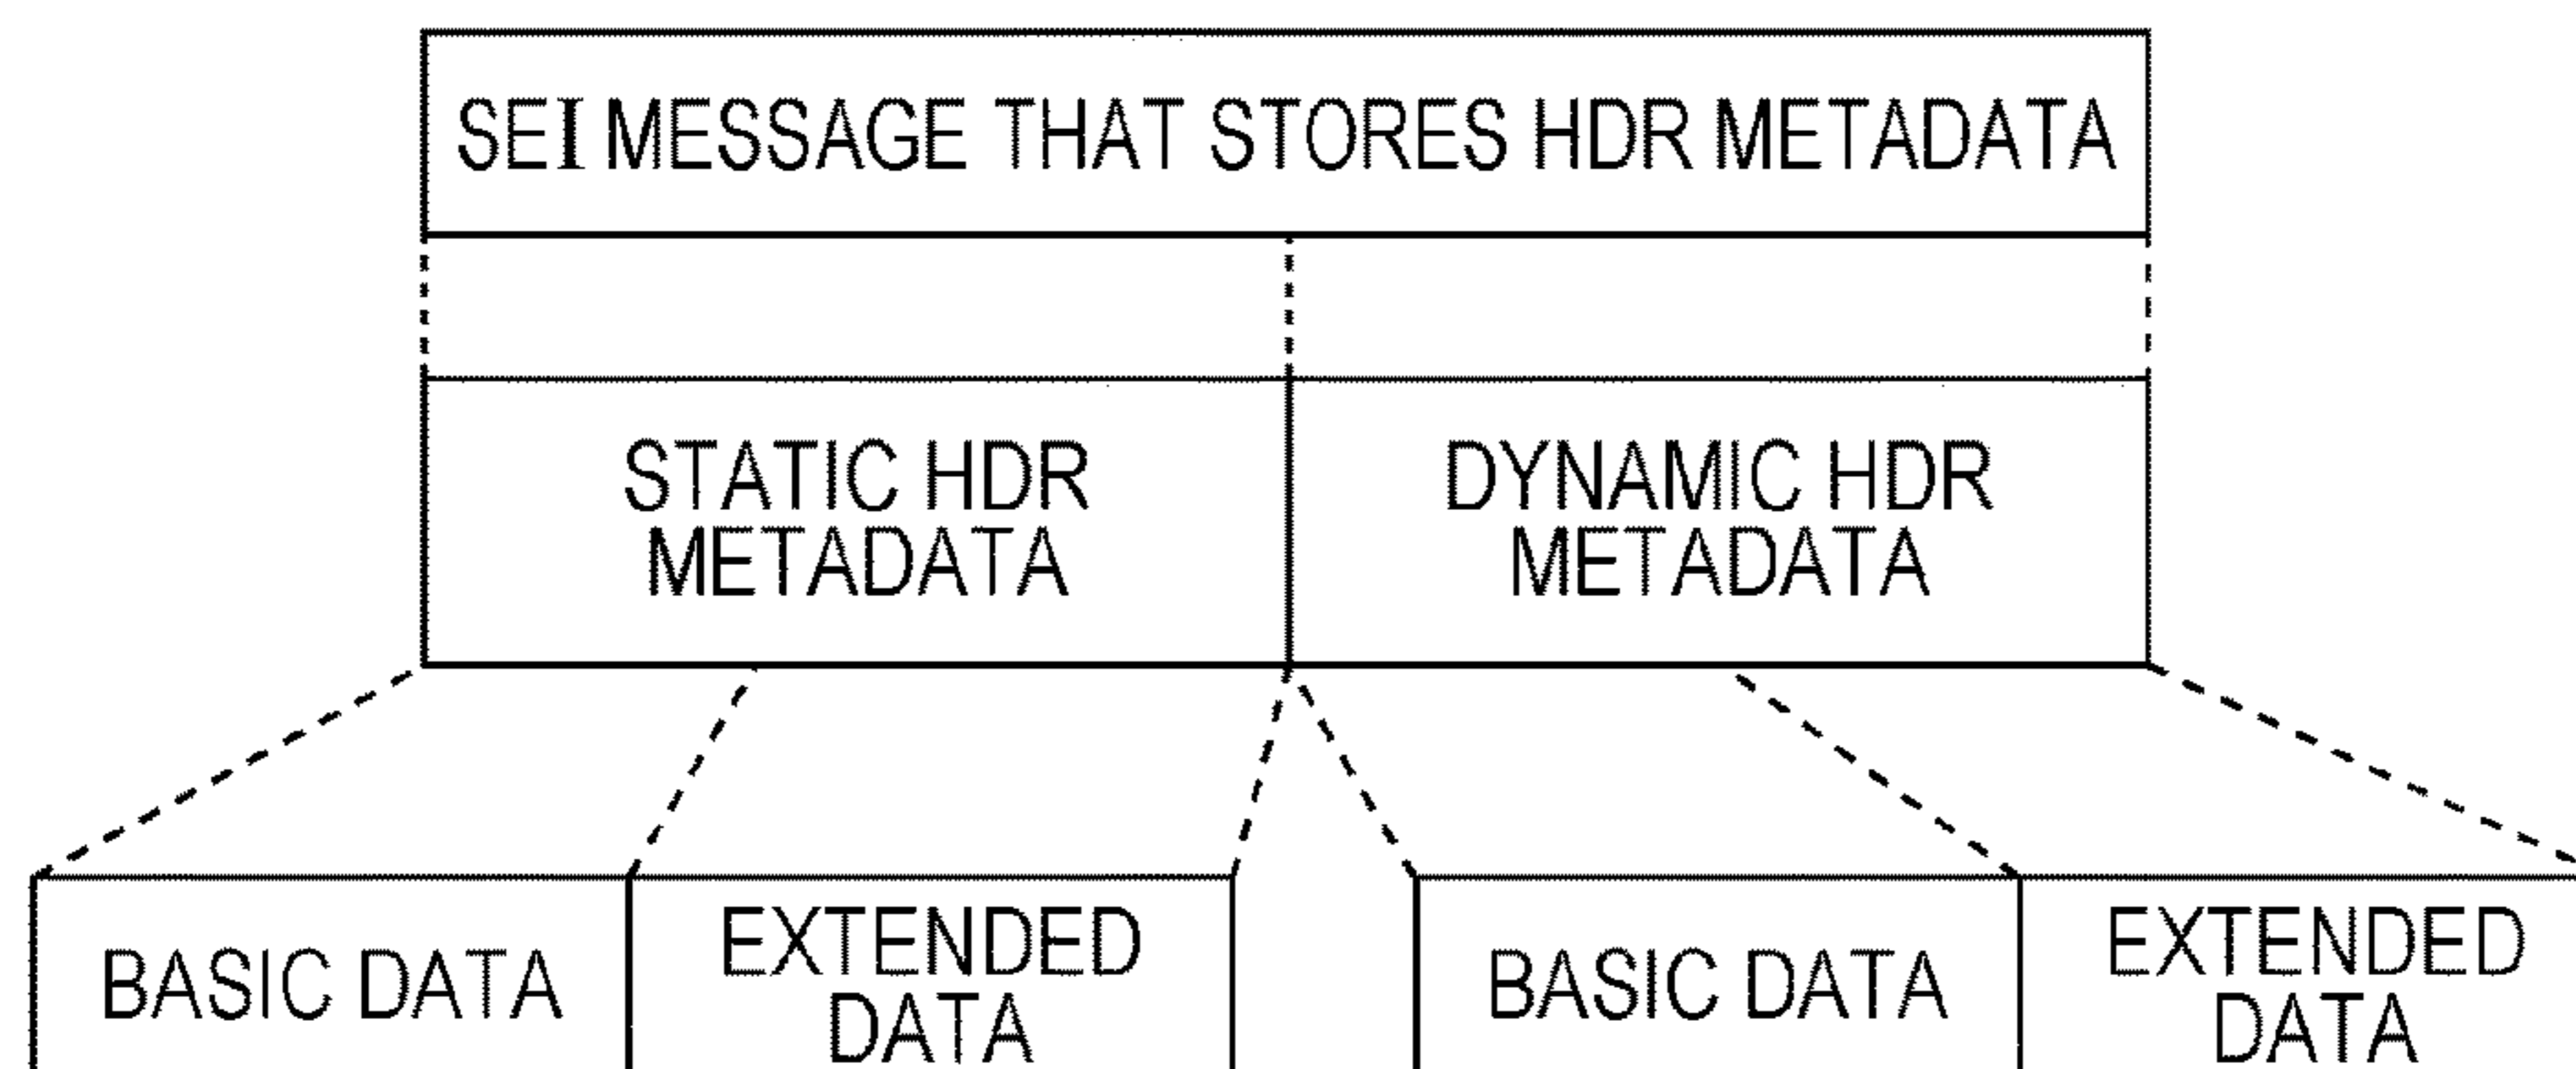 SEI MESSAGE THAT STORES HDR METADATA
STATIC HDR
METADATA
DYNAMIC HDR
METADATA
BASIC DATA
EXTENDED
DATA
BASIC DATA
EXTENDED
DATA